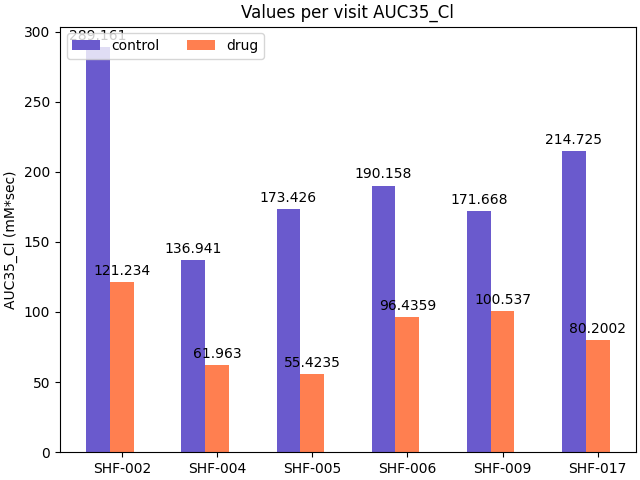 Values per visit AUC35_Cl
control
drug
AUC35_Cl (mM*sec)
300
250
200
150
100
50
0
289.161
121.234
136.941
61.963
173.426
55.4235
190.158
96.4359
171.668
100.537
214.725
80.2002
SHF-002
SHF-004
SHF-005
SHF-006
SHF-009
SHF-017